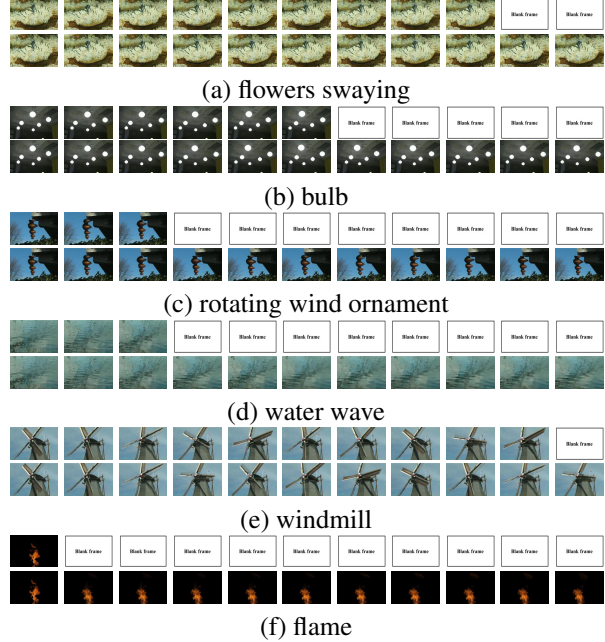 Blank frame Blank frame
(a) flowers swaying
Blank frame Blank frame Blank frame Blank frame Blank frame
(b) bulb
Blank frame Blank frame Blank frame Blank frame Blank frame Blank frame Blank frame Blank frame
(c) rotating wind ornament
Blank frame Blank frame Blank frame Blank frame Blank frame Blank frame Blank frame Blank frame
(d) water wave
Blank frame
(e) windmill
Blank frame Blank frame Blank frame Blank frame Blank frame Blank frame Blank frame Blank frame Blank frame Blank frame
(f) flame